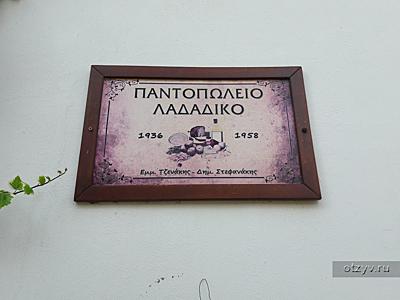 ΠΑΝΤΟΠΩΛΕΙΟ
ΛΑΔΑΔΙΚΟ
1936 1958
Εμμ. Τζενάκης - Δημ. Στεφανάκης
otzyv.ru